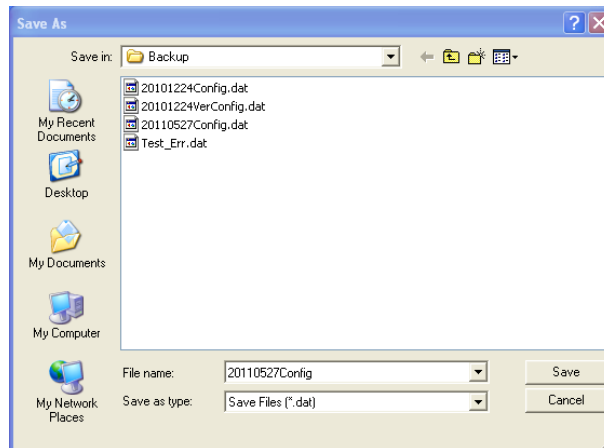 Save As
?
Save in:
Backup
20101224Config.dat
20101224VerConfig.dat
20110527Config.dat
Test_Err.dat
My Recent
Documents
Desktop
My Documents
My Computer
My Network
Places
File name:
20110527Config
Save
Save as type:
Save Files (*.dat)
Cancel